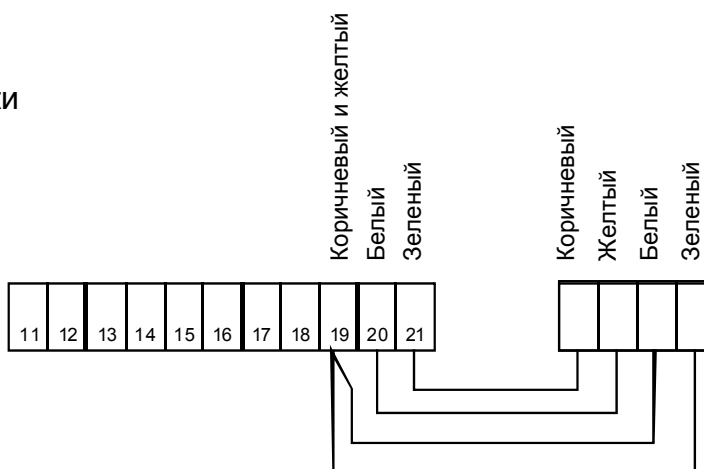 ки
Коричневый и желтый
Белый
Зеленый
Коричневый
Желтый
Белый
Зеленый
11 12 13 14 15 16 17 18 19 20 21